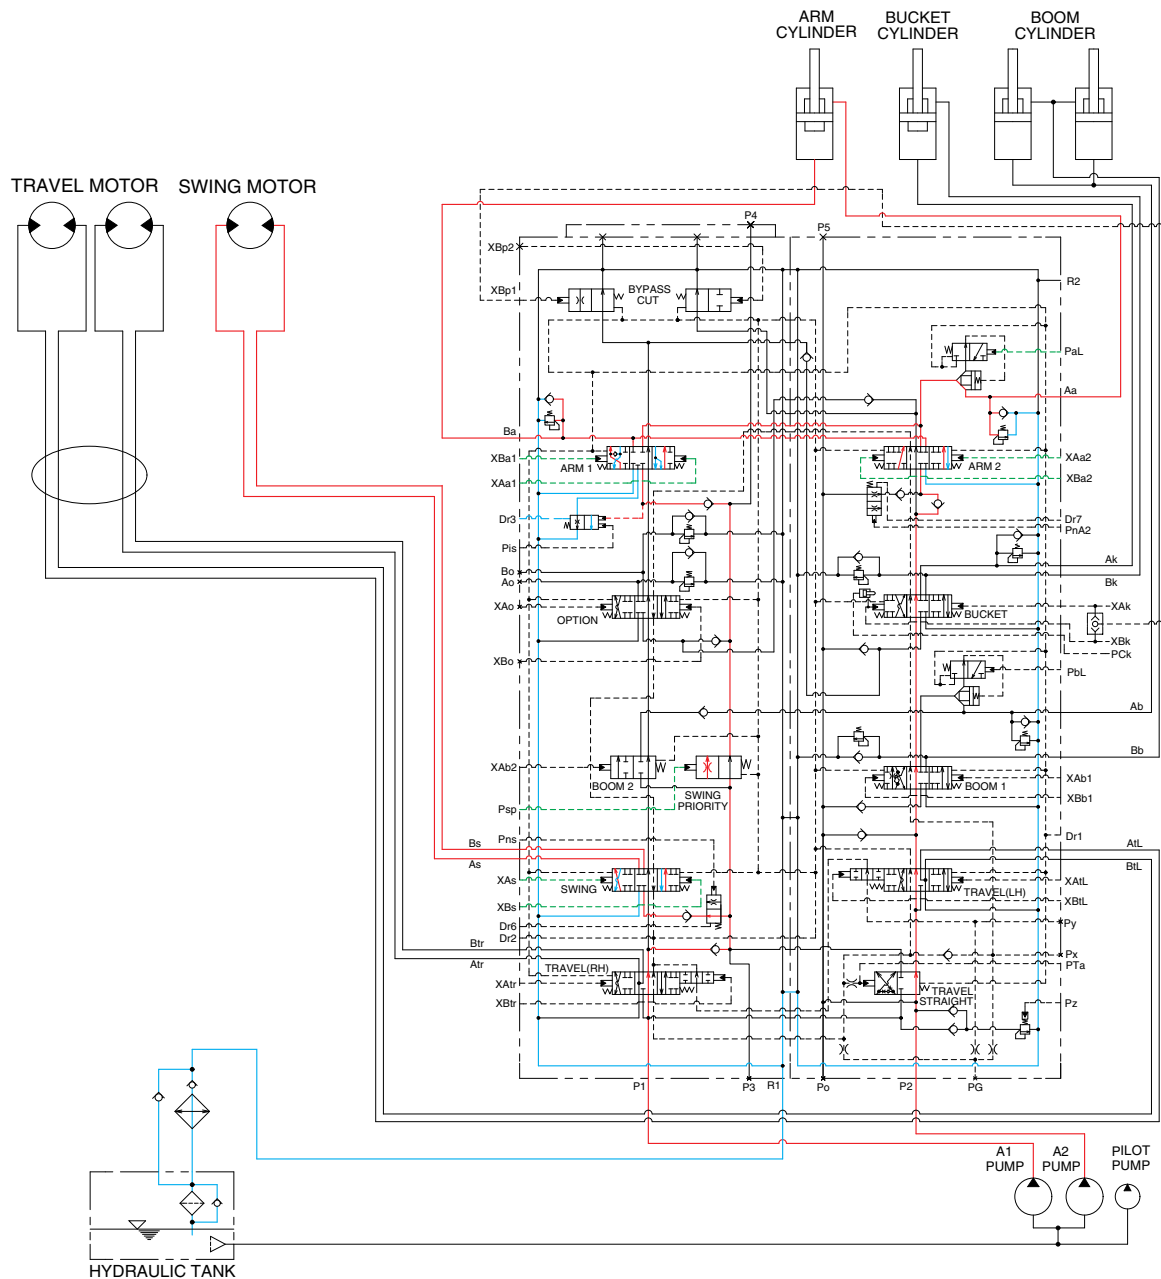 ARM
CYLINDER
BUCKET
CYLINDER
BOOM
CYLINDER
TRAVEL MOTOR
SWING MOTOR
P4
P5
XBp2
XBp1
BYPASS
CUT
R2
PaL
Aa
Ba
XBa1
ARM 1
XAa1
ARM 2
XAa2
XBa2
Dr3
Dr7
PnA2
Pis
Bo
Ao
Ak
Bk
XAo
OPTION
BUCKET
XAk
XBo
XBk
PCk
PbL
Ab
Bb
XAb2
BOOM 2
SWING
PRIORITY
BOOM 1
XAb1
XBb1
Psp
Pns
Dr1
Bs
As
AtL
BtL
XAs
SWING
TRAVEL(LH)
XAtL
XBs
XBtL
Dr6
Dr2
Py
Btr
Atr
Px
PTa
TRAVEL(RH)
XAtr
XBtr
TRAVEL
STRAIGHT
Pz
P1
P3
R1
Po
P2
PG
A1
PUMP
A2
PUMP
PILOT
PUMP
HYDRAULIC TANK